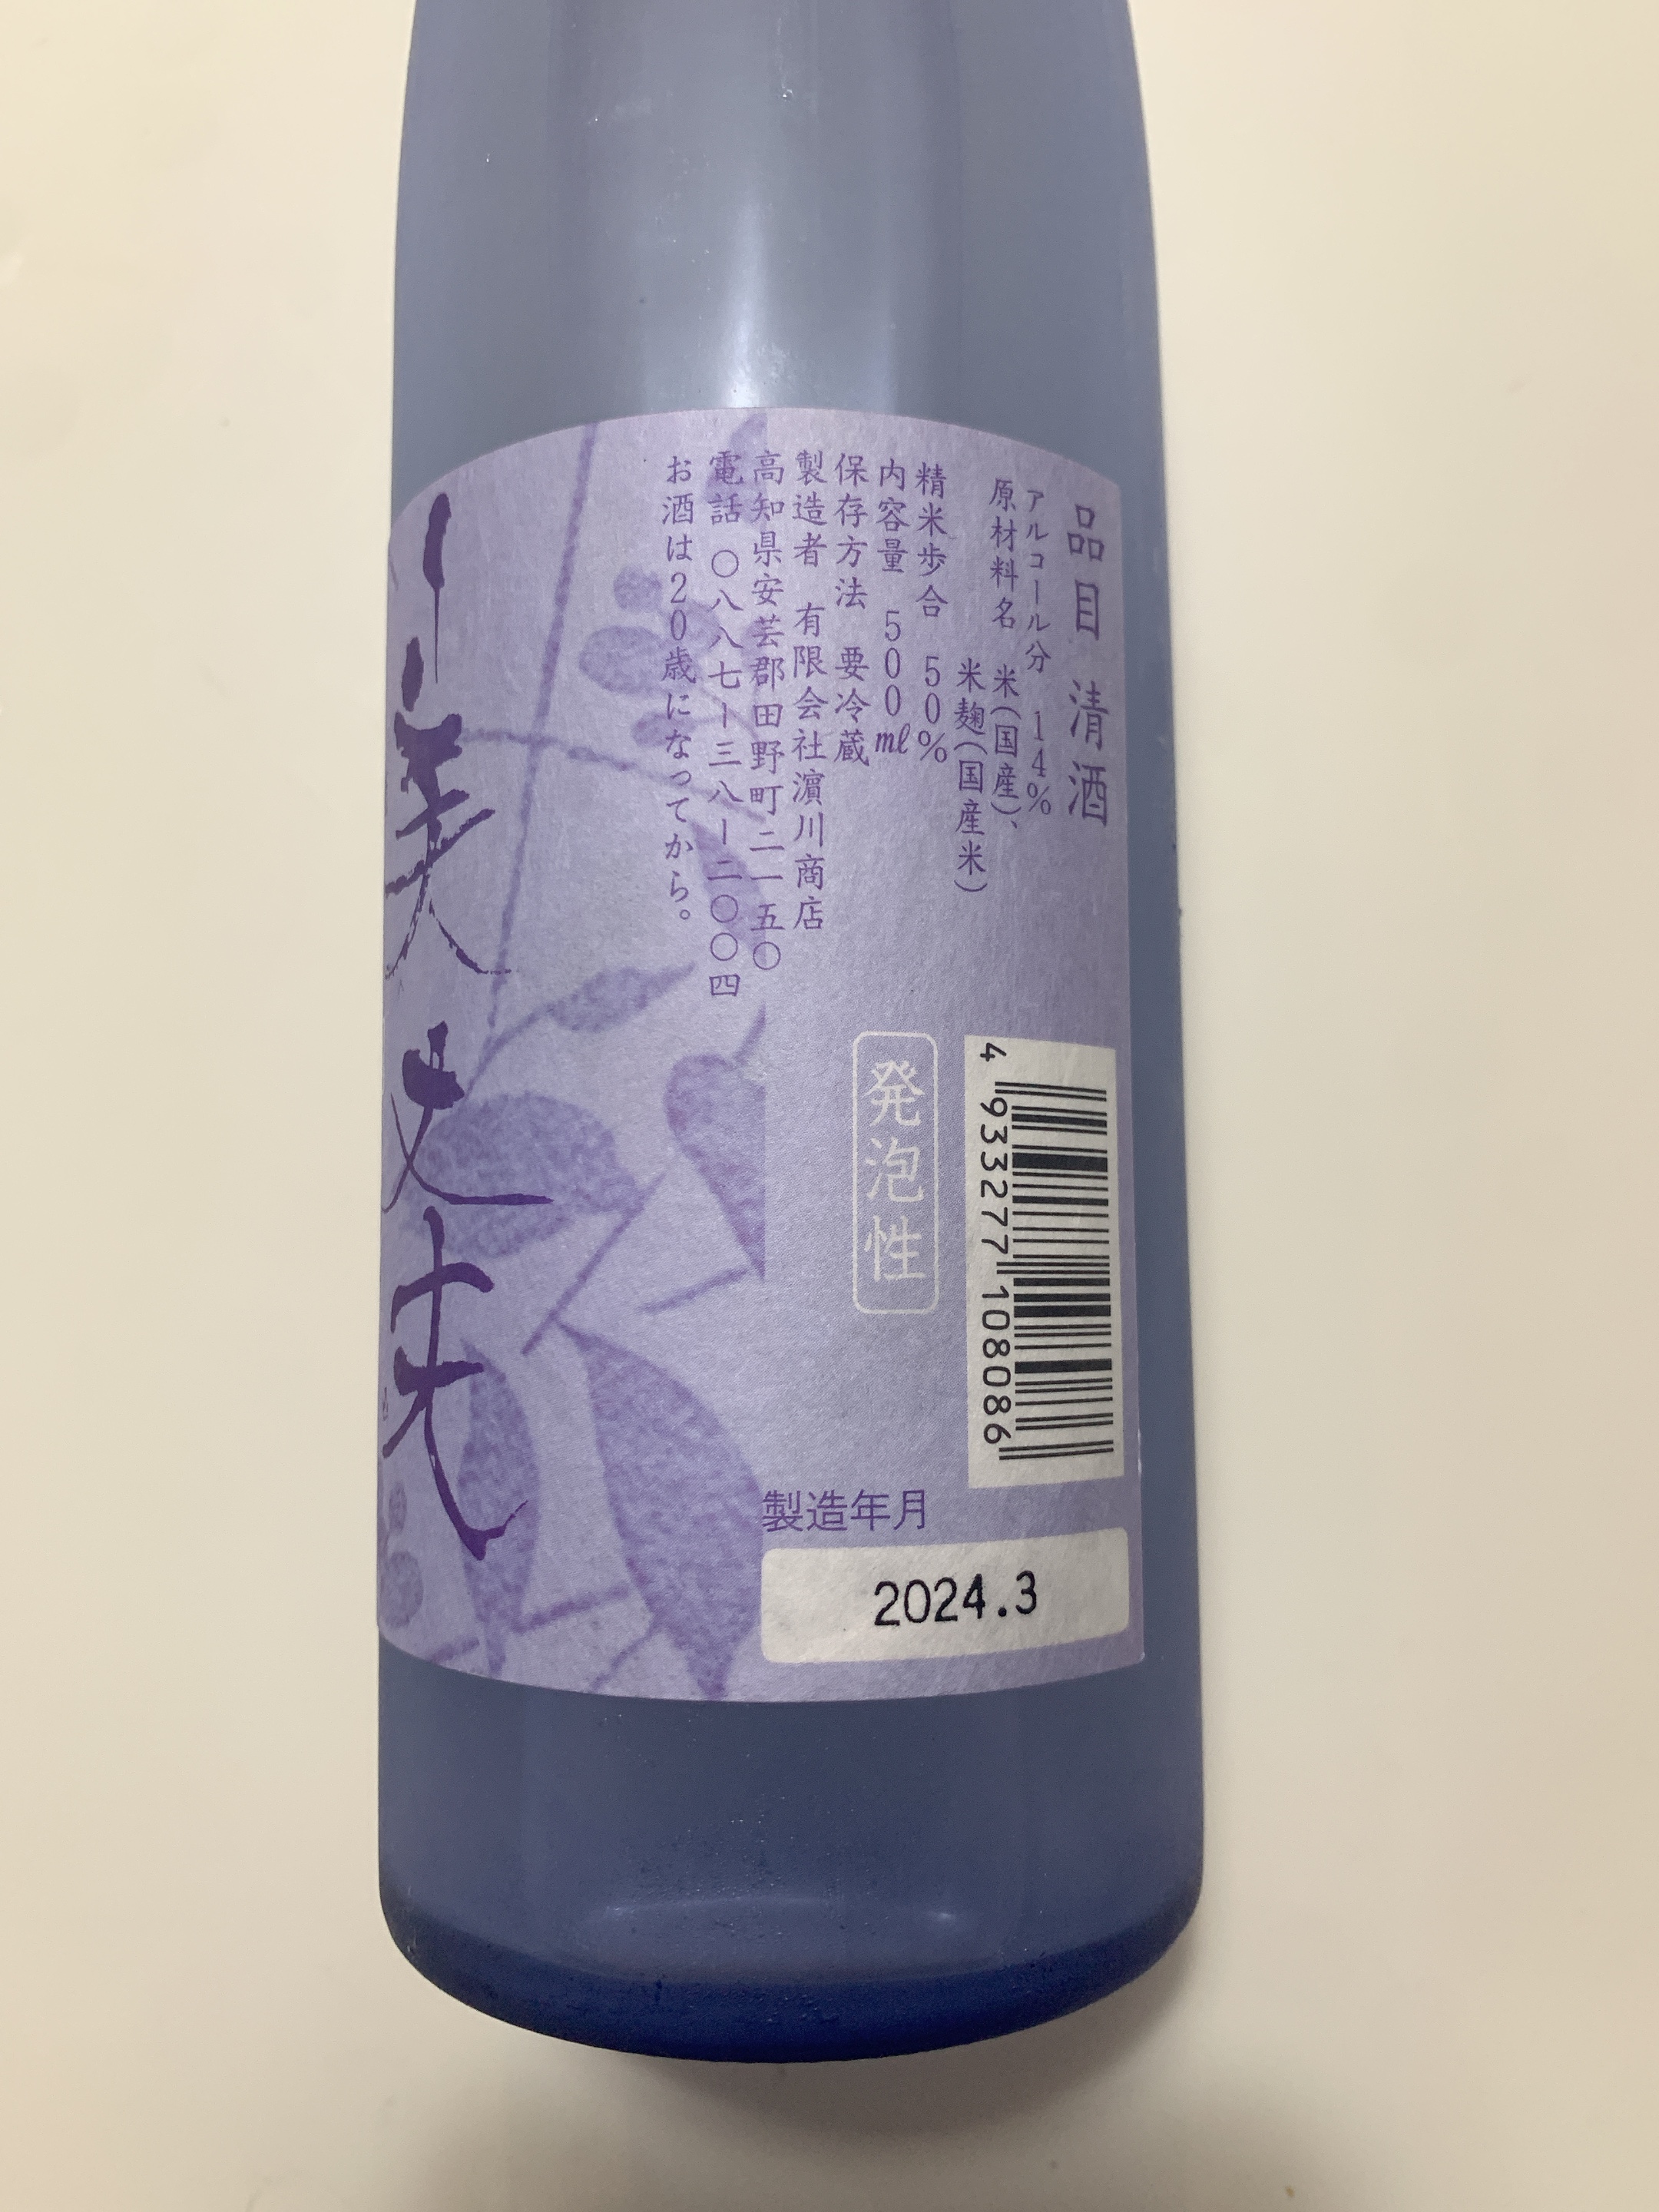 品目 清酒
アルコール分 14%
原材料名 米(国産)、
米麹(国産米)
精米歩合 50%
内容量 500ml
保存方法 要冷蔵
製造者 有限会社濵川商店
高知県安芸郡田野町二一五〇
電話 〇八八七ー三八ー二〇〇四
お酒は20歳になってから。
美丈夫
発泡性
4 933277 108086
製造年月
2024.3